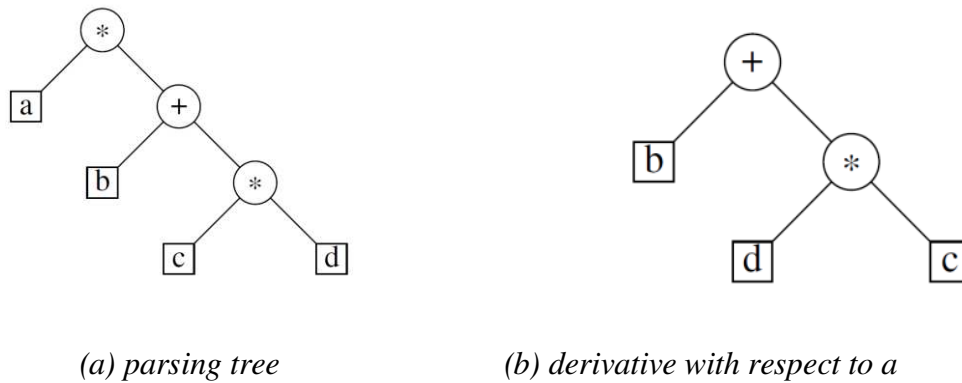 *
+
a
+
b
*
b
*
c
d
d
c
(a) parsing tree
(b) derivative with respect to a